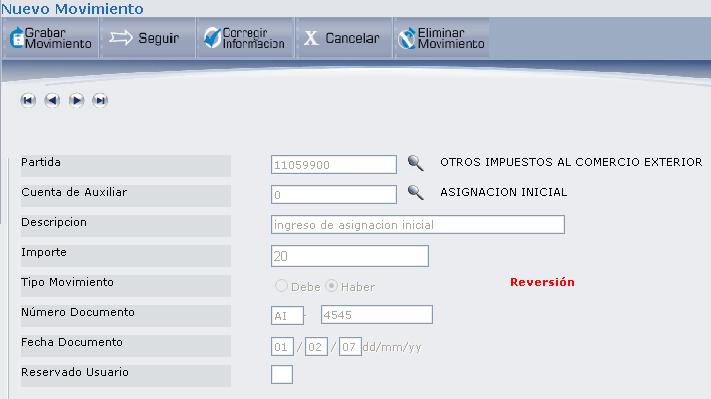 Nuevo Movimiento
Grabar Movimiento
Seguir
Corregir Informacion
X Cancelar
Eliminar Movimiento
Partida 11059900 OTROS IMPUESTOS AL COMERCIO EXTERIOR
Cuenta de Auxiliar 0 ASIGNACION INICIAL
Descripcion ingreso de asignacion inicial
Importe 20
Tipo Movimiento Debe Haber Reversión
Número Documento AI - 4545
Fecha Documento 01 / 02 / 07 dd/mm/yy
Reservado Usuario